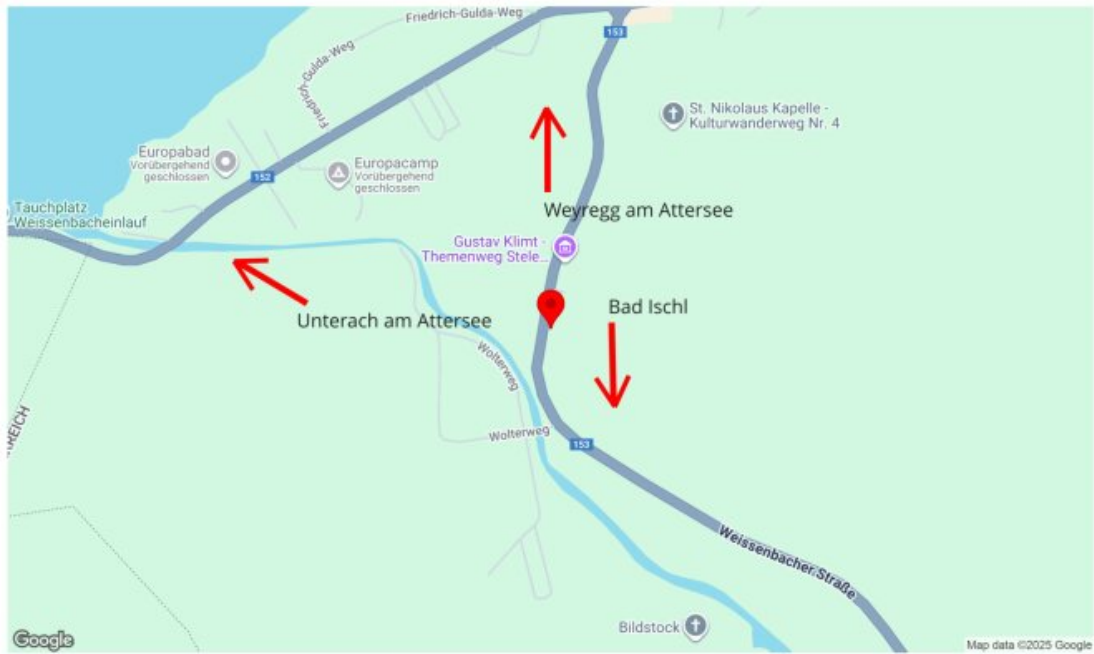 Friedrich-Gulda-Weg
153
Friedrich-Gulda-Weg
St. Nikolaus Kapelle -
Kulturwanderweg Nr. 4
Europabad
Vorübergehend
geschlossen
Europacamp
Vorübergehend
geschlossen
152
Tauchplatz
Weissenbacheinlauf
Weyregg am Attersee
Gustav Klimt -
Themenweg Stele...
Unterach am Attersee
Bad Ischl
Wolterweg
Wolterweg
153
RREICH
Weissenbacher Straße
Bildstock
Google
Map data ©2025 Google